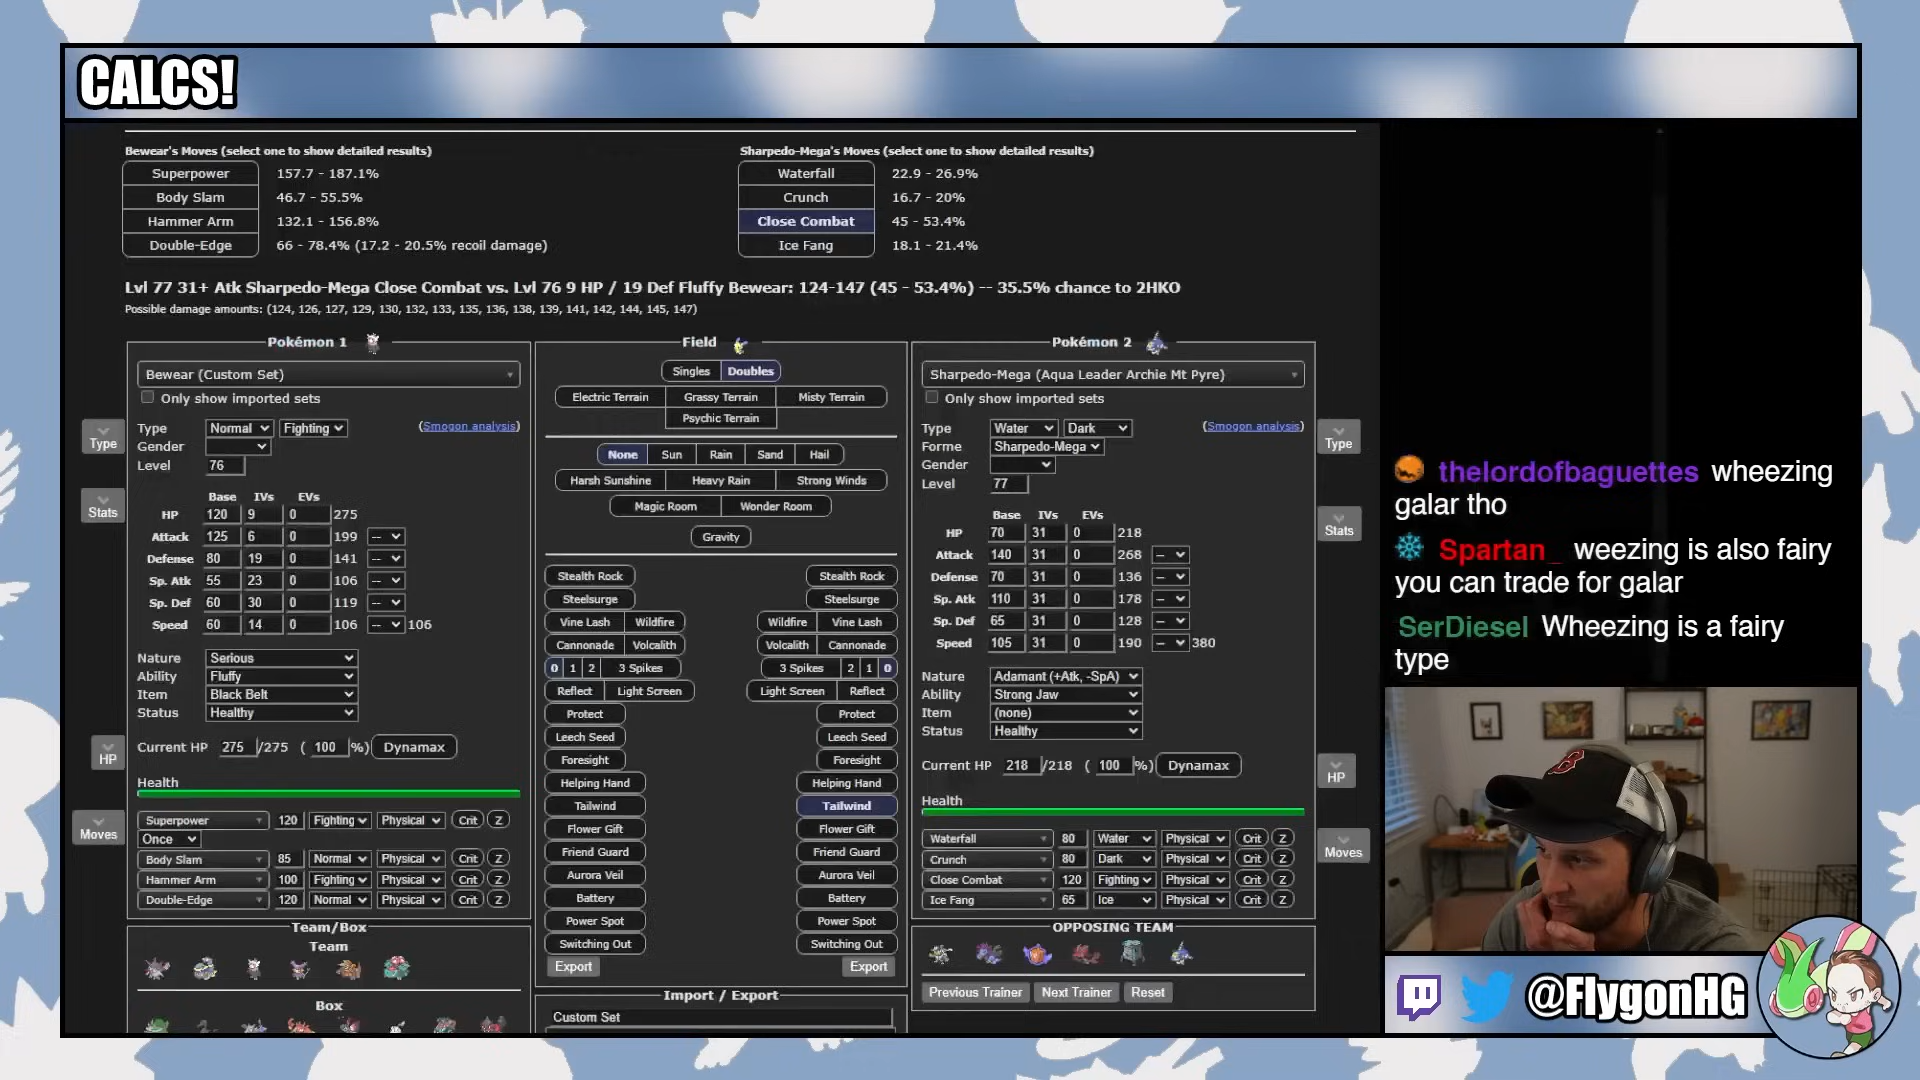 CALCS!
Bewear's Moves (select one to show detailed results)
Superpower 157.7 - 187.1%
Body Slam 46.7 - 55.5%
Hammer Arm 132.1 - 156.8%
Double-Edge 66 - 78.4% (17.2 - 20.5% recoil damage)
Sharpedo-Mega's Moves (select one to show detailed results)
Waterfall 22.9 - 26.9%
Crunch 16.7 - 20%
Close Combat 45 - 53.4%
Ice Fang 18.1 - 21.4%
Lvl 77 31+ Atk Sharpedo-Mega Close Combat vs. Lvl 76 9 HP / 19 Def Fluffy Bewear: 124-147 (45 - 53.4%) -- 35.5% chance to 2HKO
Possible damage amounts: (124, 126, 127, 129, 130, 132, 133, 135, 136, 138, 139, 141, 142, 144, 145, 147)
Pokémon 1
Bewear (Custom Set)
Only show imported sets
Type
Type Normal Fighting (Smogon analysis)
Gender
Level 76
Stats
Base IVs EVs
HP 120 9 0 275
Attack 125 6 0 199 --
Defense 80 19 0 141 --
Sp. Atk 55 23 0 106 --
Sp. Def 60 30 0 119 --
Speed 60 14 0 106 -- 106
Nature Serious
Ability Fluffy
Item Black Belt
Status Healthy
HP
Current HP 275 /275 ( 100 %) Dynamax
Health
Moves
Superpower 120 Fighting Physical Crit Z
Once
Body Slam 85 Normal Physical Crit Z
Hammer Arm 100 Fighting Physical Crit Z
Double-Edge 120 Normal Physical Crit Z
Team/Box
Team
Box
Field
Singles Doubles
Electric Terrain Grassy Terrain Misty Terrain
Psychic Terrain
None Sun Rain Sand Hail
Harsh Sunshine Heavy Rain Strong Winds
Magic Room Wonder Room
Gravity
Stealth Rock Stealth Rock
Steelsurge Steelsurge
Vine Lash Wildfire Wildfire Vine Lash
Cannonade Volcalith Volcalith Cannonade
0 1 2 3 Spikes 3 Spikes 2 1 0
Reflect Light Screen Light Screen Reflect
Protect Protect
Leech Seed Leech Seed
Foresight Foresight
Helping Hand Helping Hand
Tailwind Tailwind
Flower Gift Flower Gift
Friend Guard Friend Guard
Aurora Veil Aurora Veil
Battery Battery
Power Spot Power Spot
Switching Out Switching Out
Export Export
Import / Export
Custom Set
Pokémon 2
Sharpedo-Mega (Aqua Leader Archie Mt Pyre)
Only show imported sets
Type Water Dark (Smogon analysis)
Type
Forme Sharpedo-Mega
Gender
Level 77
Base IVs EVs
Stats
HP 70 31 0 218
Attack 140 31 0 268 --
Defense 70 31 0 136 --
Sp. Atk 110 31 0 178 --
Sp. Def 65 31 0 128 --
Speed 105 31 0 190 -- 380
Nature Adamant (+Atk, -SpA)
Ability Strong Jaw
Item (none)
Status Healthy
Current HP 218 /218 ( 100 %) Dynamax
HP
Health
Moves
Waterfall 80 Water Physical Crit Z
Crunch 80 Dark Physical Crit Z
Close Combat 120 Fighting Physical Crit Z
Ice Fang 65 Ice Physical Crit Z
OPPOSING TEAM
Previous Trainer Next Trainer Reset
thelordofbaguettes wheezing
galar tho
Spartan_ weezing is also fairy
you can trade for galar
SerDiesel Wheezing is a fairy
type
@FlygonHG